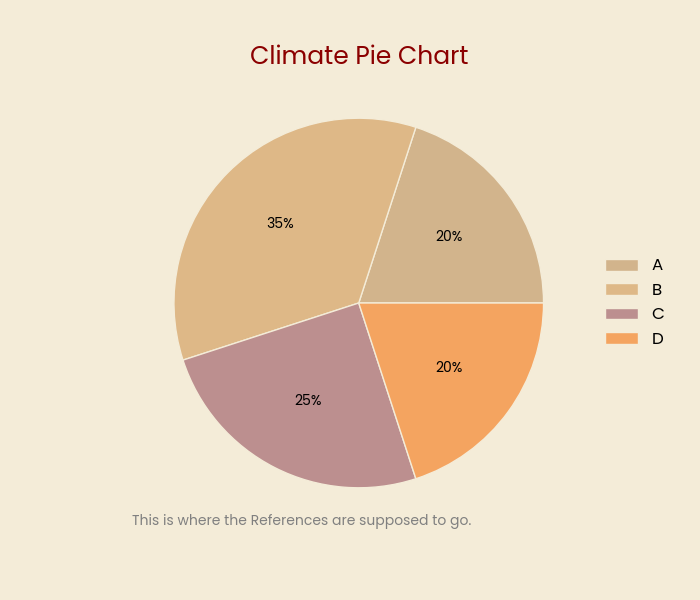 Climate Pie Chart
35%
20%
A
B
C
D
20%
25%
This is where the References are supposed to go.